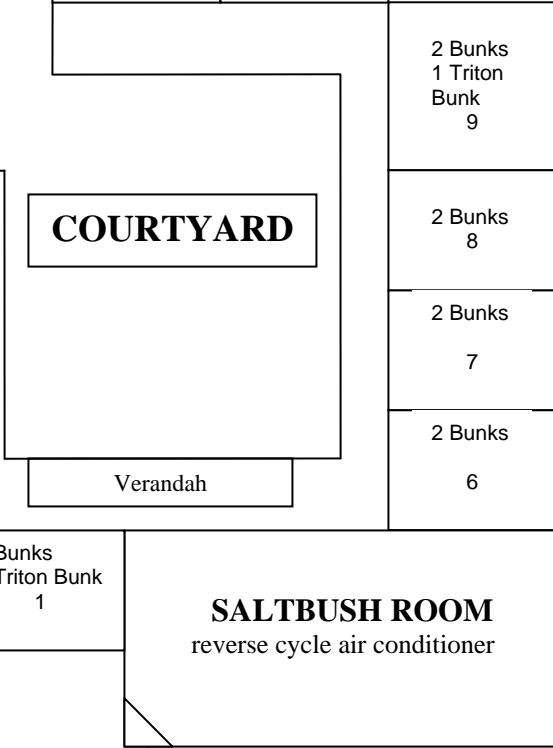 2 Bunks
1 Triton
Bunk
9
COURTYARD
2 Bunks
8
2 Bunks
7
2 Bunks
6
Verandah
Bunks
Triton Bunk
1
SALTBUSH ROOM
reverse cycle air conditioner